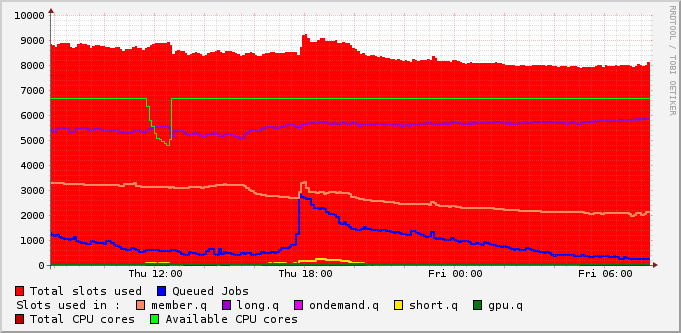 10000
9000
8000
7000
6000
5000
4000
3000
2000
1000
0
Thu 12:00 Thu 18:00 Fri 00:00 Fri 06:00
Total slots used Queued Jobs
Slots used in : member.q long.q ondemand.q short.q gpu.q
Total CPU cores Available CPU cores
RRDTOOL / TOBI OETIKER